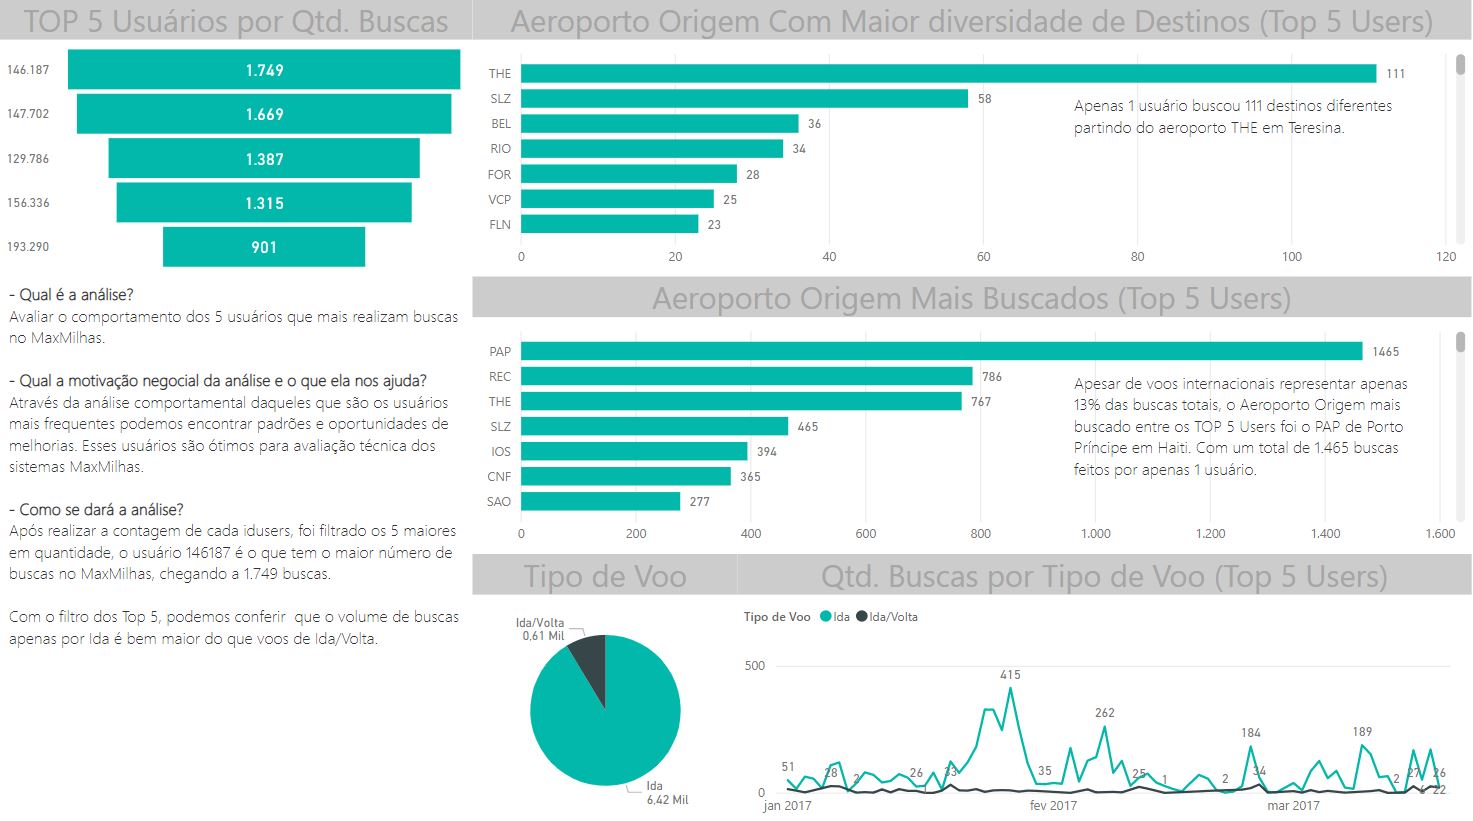 TOP 5 Usuários por Qtd. Buscas
146.187
1.749
147.702
1.669
129.786
1.387
156.336
1.315
193.290
901
- Qual é a análise?
Avaliar o comportamento dos 5 usuários que mais realizam buscas
no MaxMilhas.
- Qual a motivação negocial da análise e o que ela nos ajuda?
Através da análise comportamental daqueles que são os usuários
mais frequentes podemos encontrar padrões e oportunidades de
melhorias. Esses usuários são ótimos para avaliação técnica dos
sistemas MaxMilhas.
- Como se dará a análise?
Após realizar a contagem de cada idusers, foi filtrado os 5 maiores
em quantidade, o usuário 146187 é o que tem o maior número de
buscas no MaxMilhas, chegando a 1.749 buscas.
Com o filtro dos Top 5, podemos conferir que o volume de buscas
apenas por Ida é bem maior do que voos de Ida/Volta.
Aeroporto Origem Com Maior diversidade de Destinos (Top 5 Users)
THE 111
SLZ 58
BEL 36
RIO 34
FOR 28
VCP 25
FLN 23
0 20 40 60 80 100 120
Apenas 1 usuário buscou 111 destinos diferentes
partindo do aeroporto THE em Teresina.
Aeroporto Origem Mais Buscados (Top 5 Users)
PAP 1465
REC 786
THE 767
SLZ 465
IOS 394
CNF 365
SAO 277
0 200 400 600 800 1.000 1.200 1.400 1.600
Apesar de voos internacionais representar apenas
13% das buscas totais, o Aeroporto Origem mais
buscado entre os TOP 5 Users foi o PAP de Porto
Príncipe em Haiti. Com um total de 1.465 buscas
feitos por apenas 1 usuário.
Tipo de Voo
Ida/Volta
0,61 Mil
Ida
6,42 Mil
Qtd. Buscas por Tipo de Voo (Top 5 Users)
Tipo de Voo Ida Ida/Volta
500
415
262
184 189
51 28 2 26 33 35 25 1 2 34 2 27 26
6 22
0
jan 2017 fev 2017 mar 2017